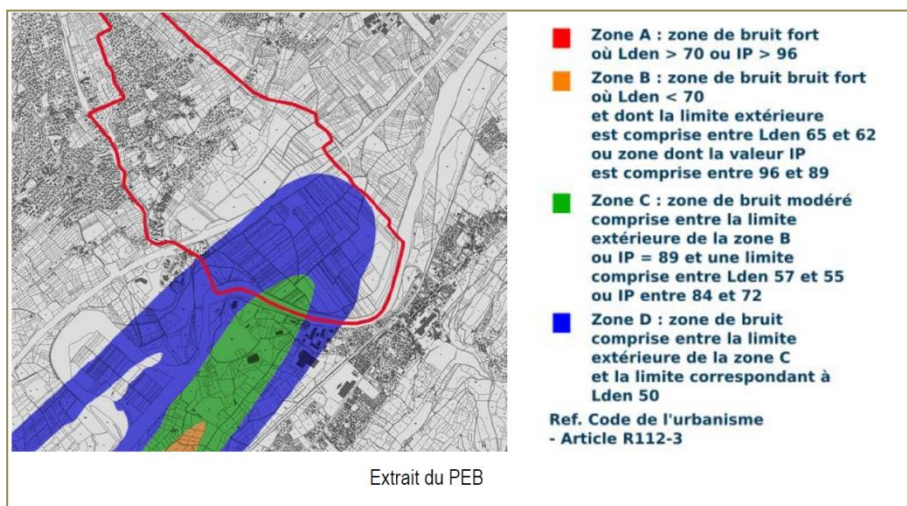 Zone A : zone de bruit fort
où Lden > 70 ou IP > 96
Zone B : zone de bruit bruit fort
où Lden < 70
et dont la limite extérieure
est comprise entre Lden 65 et 62
ou zone dont la valeur IP
est comprise entre 96 et 89
Zone C : zone de bruit modéré
comprise entre la limite
extérieure de la zone B
ou IP = 89 et une limite
comprise entre Lden 57 et 55
ou IP entre 84 et 72
Zone D : zone de bruit
comprise entre la limite
extérieure de la zone C
et la limite correspondant à
Lden 50
Ref. Code de l'urbanisme
- Article R112-3
Extrait du PEB